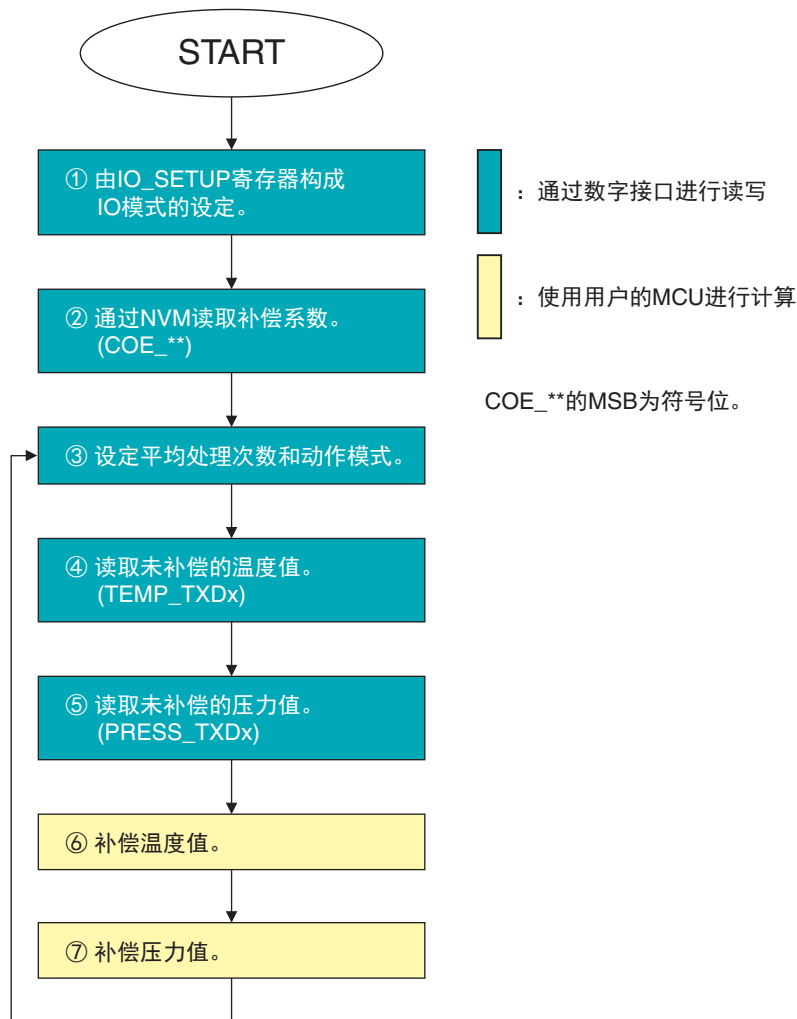 START
① 由IO_SETUP寄存器构成
IO模式的设定。
② 通过NVM读取补偿系数。
(COE_**)
③ 设定平均处理次数和动作模式。
④ 读取未补偿的温度值。
(TEMP_TXDx)
⑤ 读取未补偿的压力值。
(PRESS_TXDx)
⑥ 补偿温度值。
⑦ 补偿压力值。
：通过数字接口进行读写
：使用用户的MCU进行计算
COE_**的MSB为符号位。